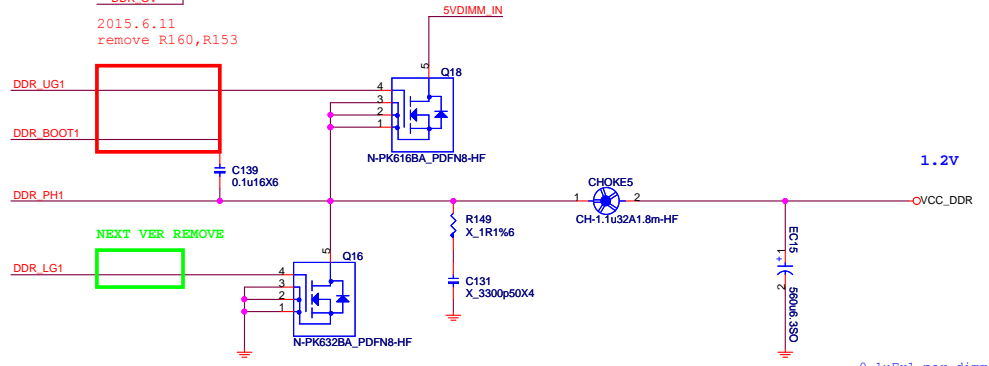 5VDIMM_IN
2015.6.11
remove R160,R153
DDR_UG1
5
Q18
4
3
2
1
N-PK616BA_PDFN8-HF
DDR_BOOT1
C139
0.1u16X6
1.2V
DDR_PH1
CHOKE5
1
2
CH-1.1u32A1.8m-HF
VCC_DDR
R149
X_1R1%6
NEXT VER REMOVE
DDR_LG1
5
Q16
4
3
2
1
N-PK632BA_PDFN8-HF
C131
X_3300p50X4
EC15
1
+
2
560u6.3SO